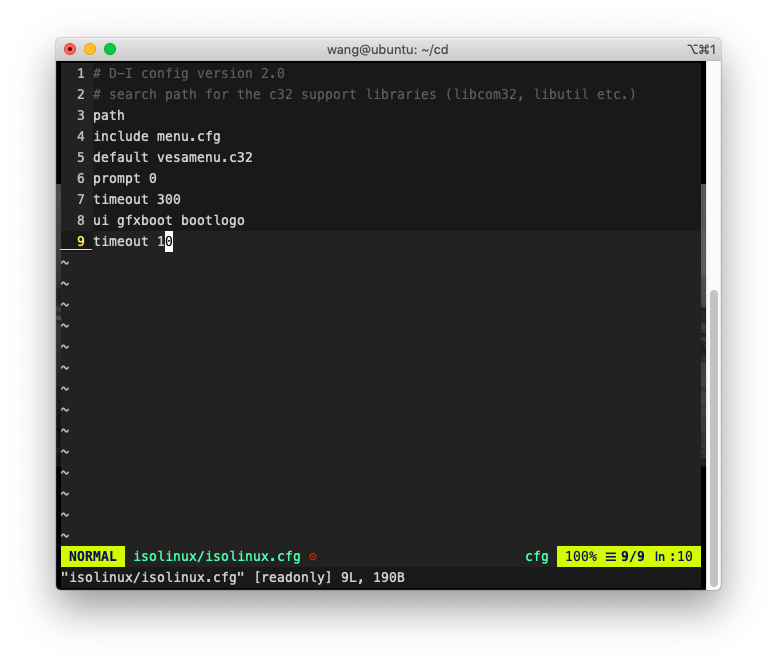 wang@ubuntu: ~/cd ⌥⌘1
1 # D-I config version 2.0
2 # search path for the c32 support libraries (libcom32, libutil etc.)
3 path
4 include menu.cfg
5 default vesamenu.c32
6 prompt 0
7 timeout 300
8 ui gfxboot bootlogo
9 timeout 10
~
~
~
~
~
~
~
~
~
~
~
~
~
~
NORMAL isolinux/isolinux.cfg ⊙ cfg 100% ☰ 9/9 ln :10
"isolinux/isolinux.cfg" [readonly] 9L, 190B